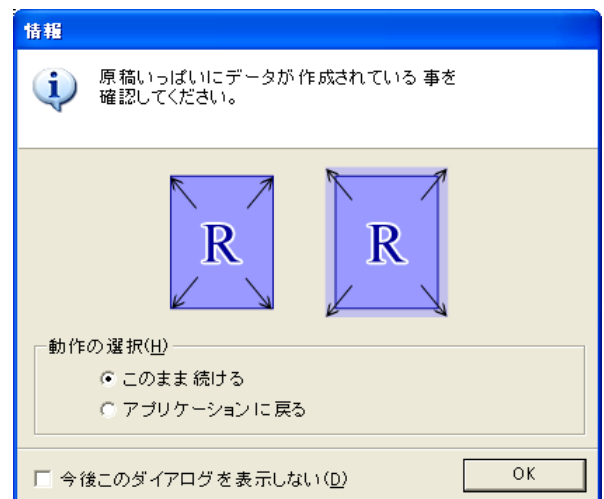 情報
原稿いっぱいにデータが作成されている 事を
確認してください。
R
R
動作の選択(H)
このまま 続ける
アプリケーションに 戻る
今後このダイアログを表示しない(D)
OK